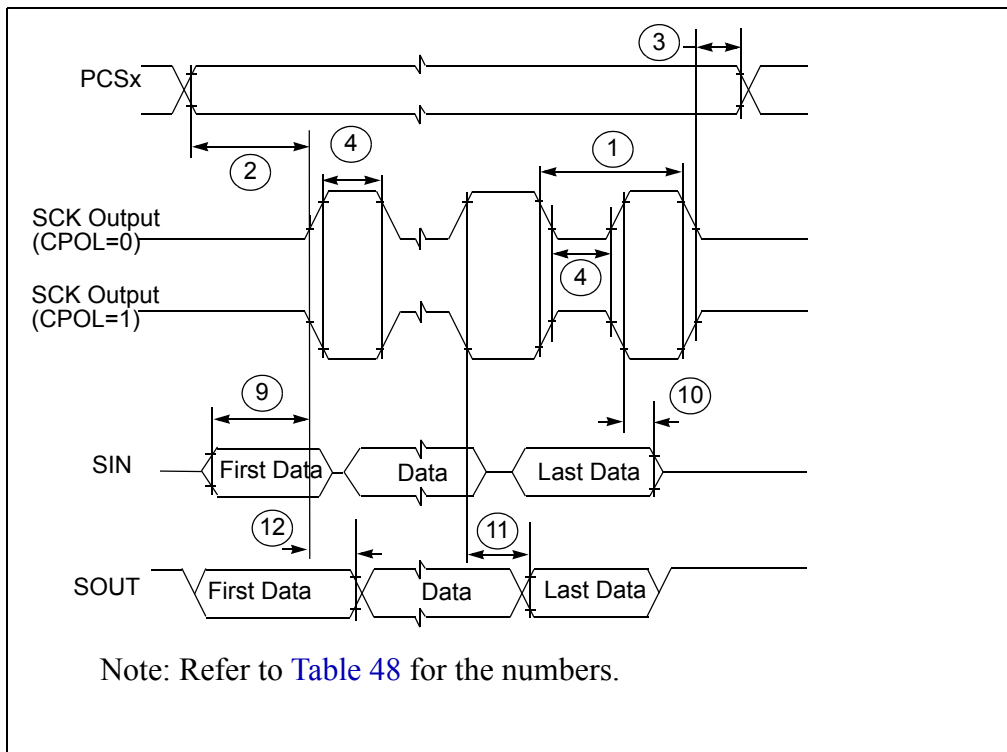 3
PCSx
2
4
1
SCK Output
(CPOL=0)
4
SCK Output
(CPOL=1)
9
10
SIN
First Data
Data
Last Data
12
11
SOUT
First Data
Data
Last Data
Note: Refer to Table 48 for the numbers.